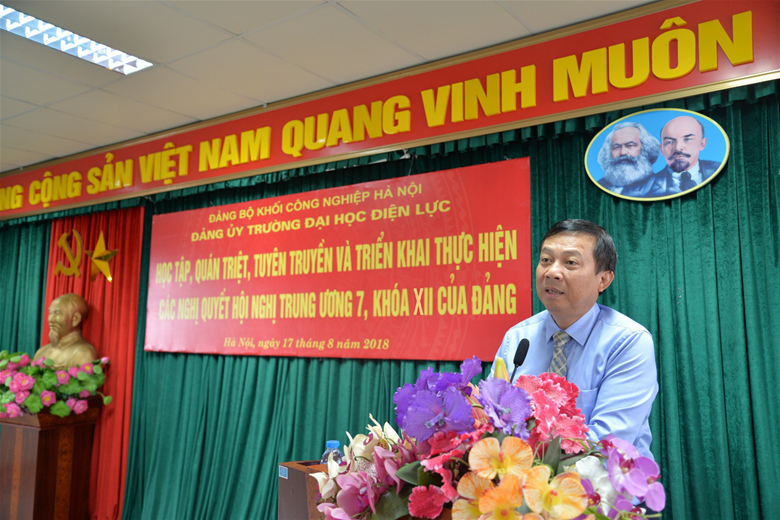 NG CỘNG SẢN VIỆT NAM QUANG VINH MUÔN
ĐẢNG BỘ KHỐI CÔNG NGHIỆP HÀ NỘI
ĐẢNG ỦY TRƯỜNG ĐẠI HỌC ĐIỆN LỰC
HỌC TẬP, QUÁN TRIỆT, TUYÊN TRUYỀN VÀ TRIỂN KHAI THỰC HIỆN
CÁC NGHỊ QUYẾT HỘI NGHỊ TRUNG ƯƠNG 7, KHÓA XII CỦA ĐẢNG
Hà Nội, ngày 17 tháng 8 năm 2018